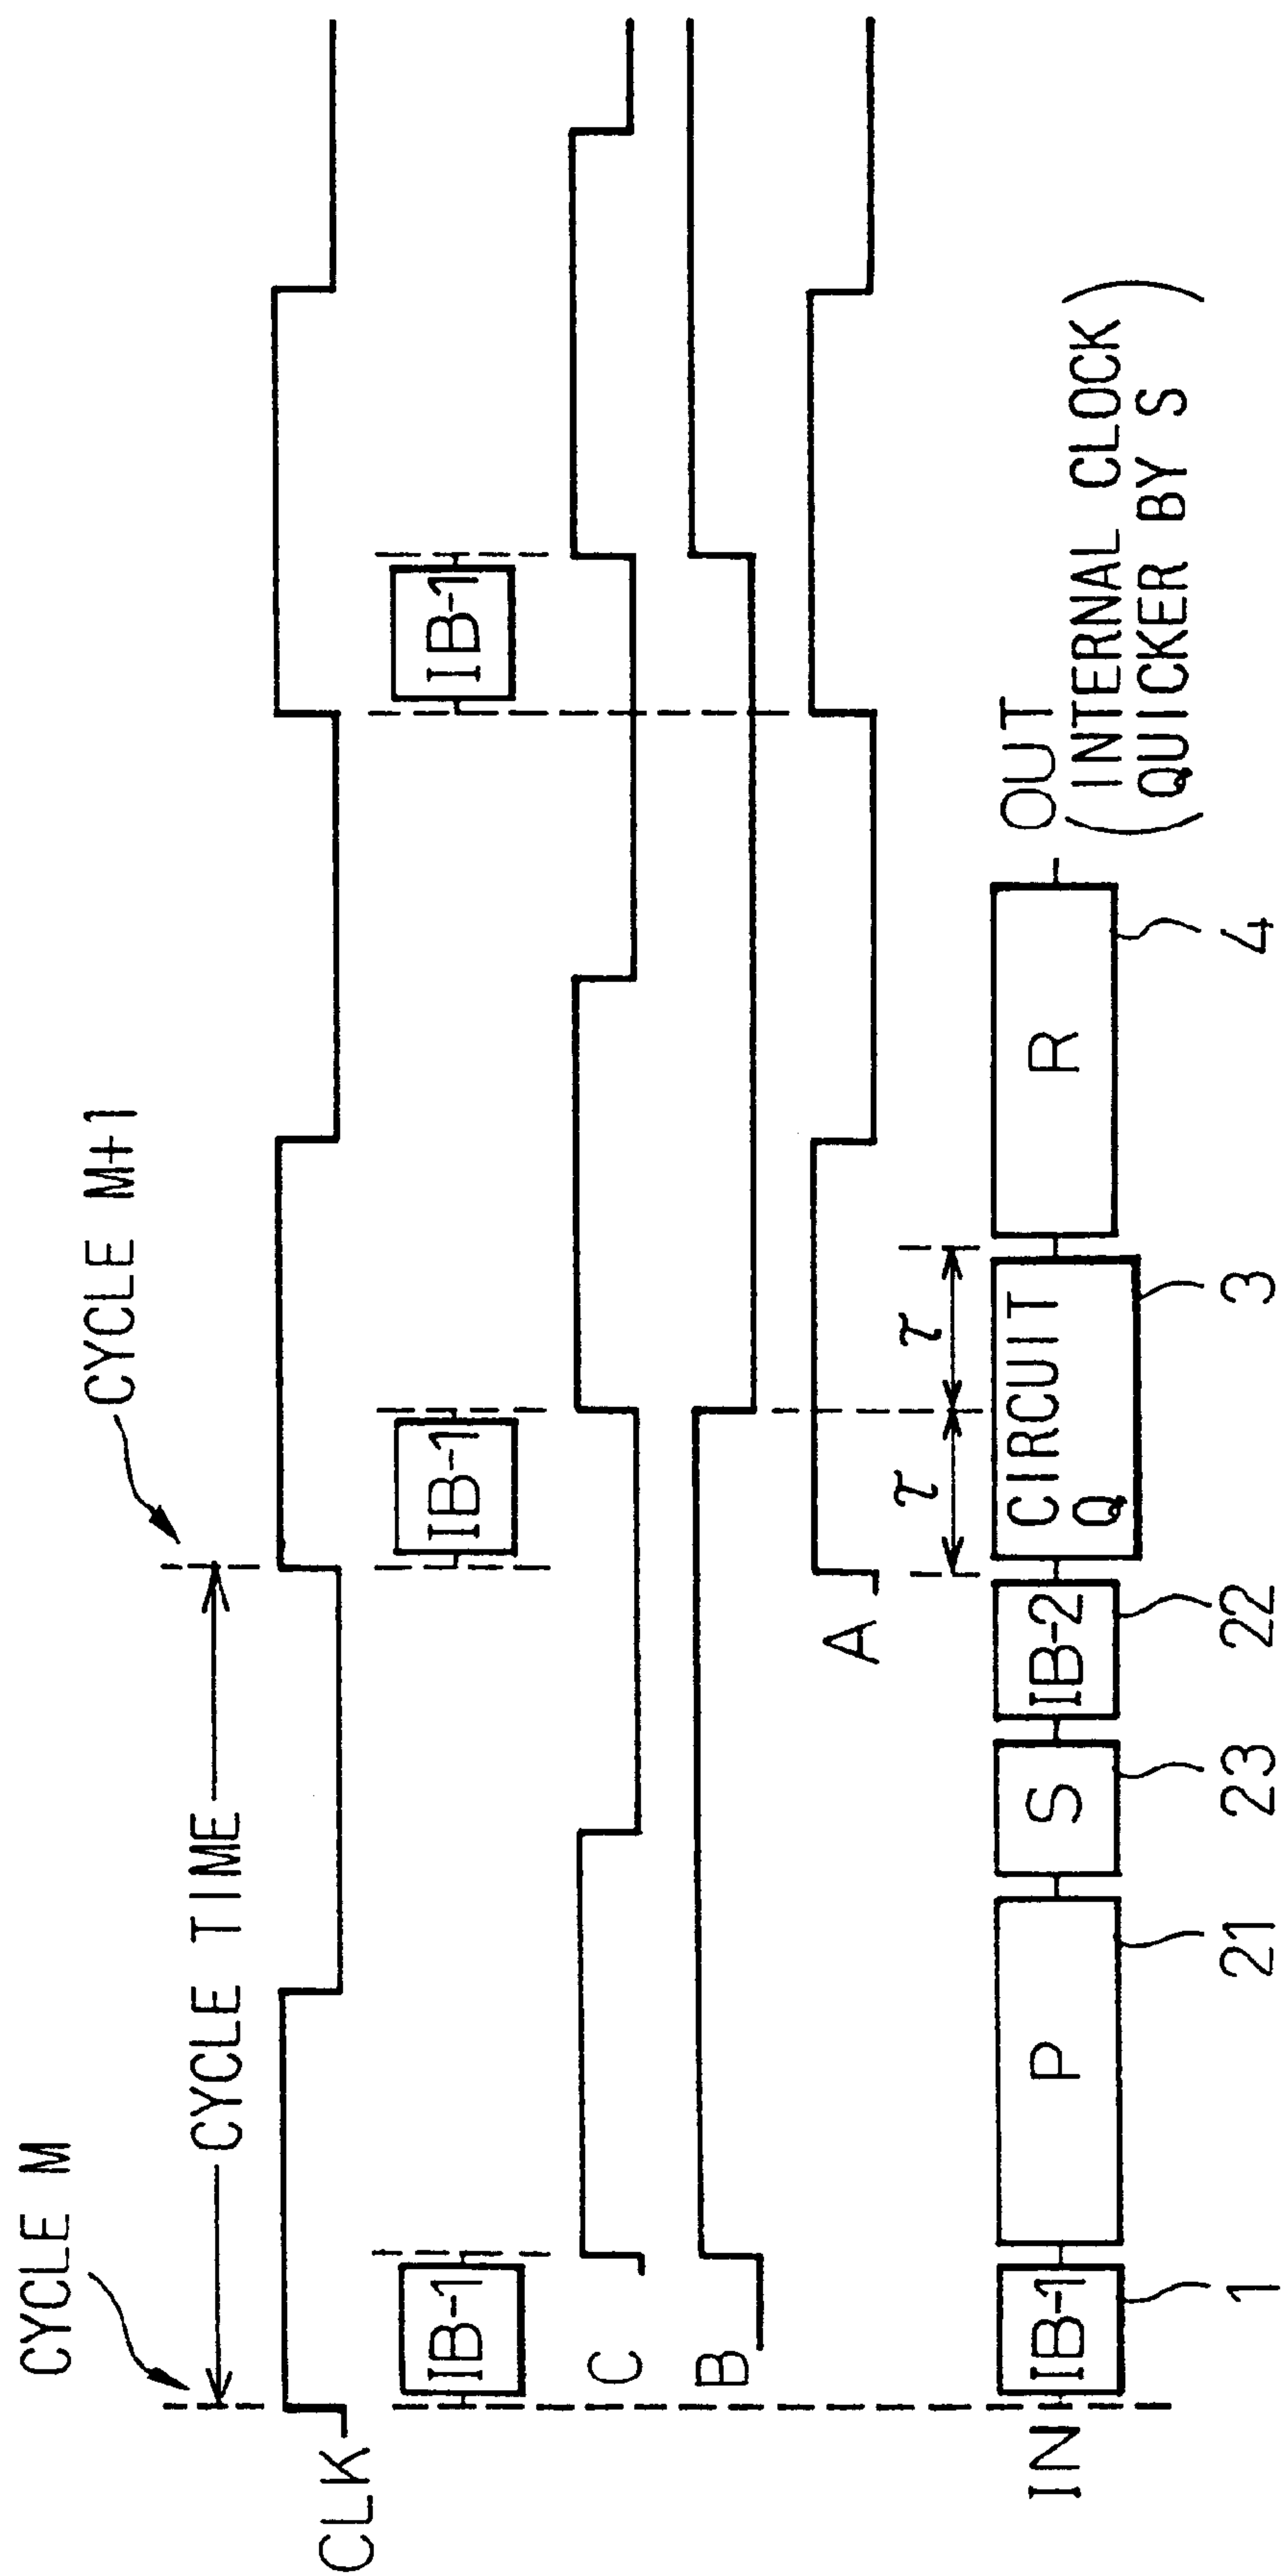 CYCLE M
CYCLE M+1
CYCLE TIME
CLK
IB-1
IB-1
IB-1
C
B
A
τ
τ
IN
IB-1
P
S
IB-2
CIRCUIT
Q
R
OUT
(INTERNAL CLOCK
QUICKER BY S)
1
21
23
22
3
4